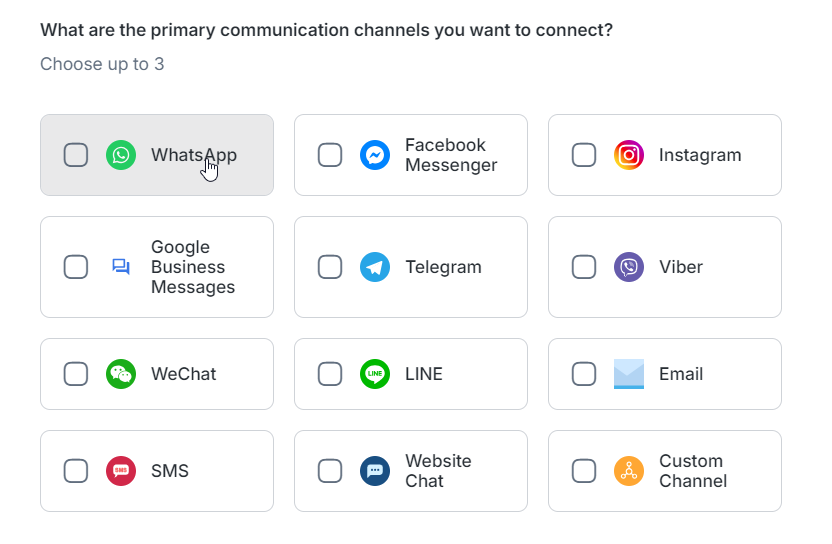 What are the primary communication channels you want to connect?
Choose up to 3
WhatsApp
Facebook
Messenger
Instagram
Google
Business
Messages
Telegram
Viber
WeChat
LINE
LINE
Email
SMS
SMS
Website
Chat
Custom
Channel